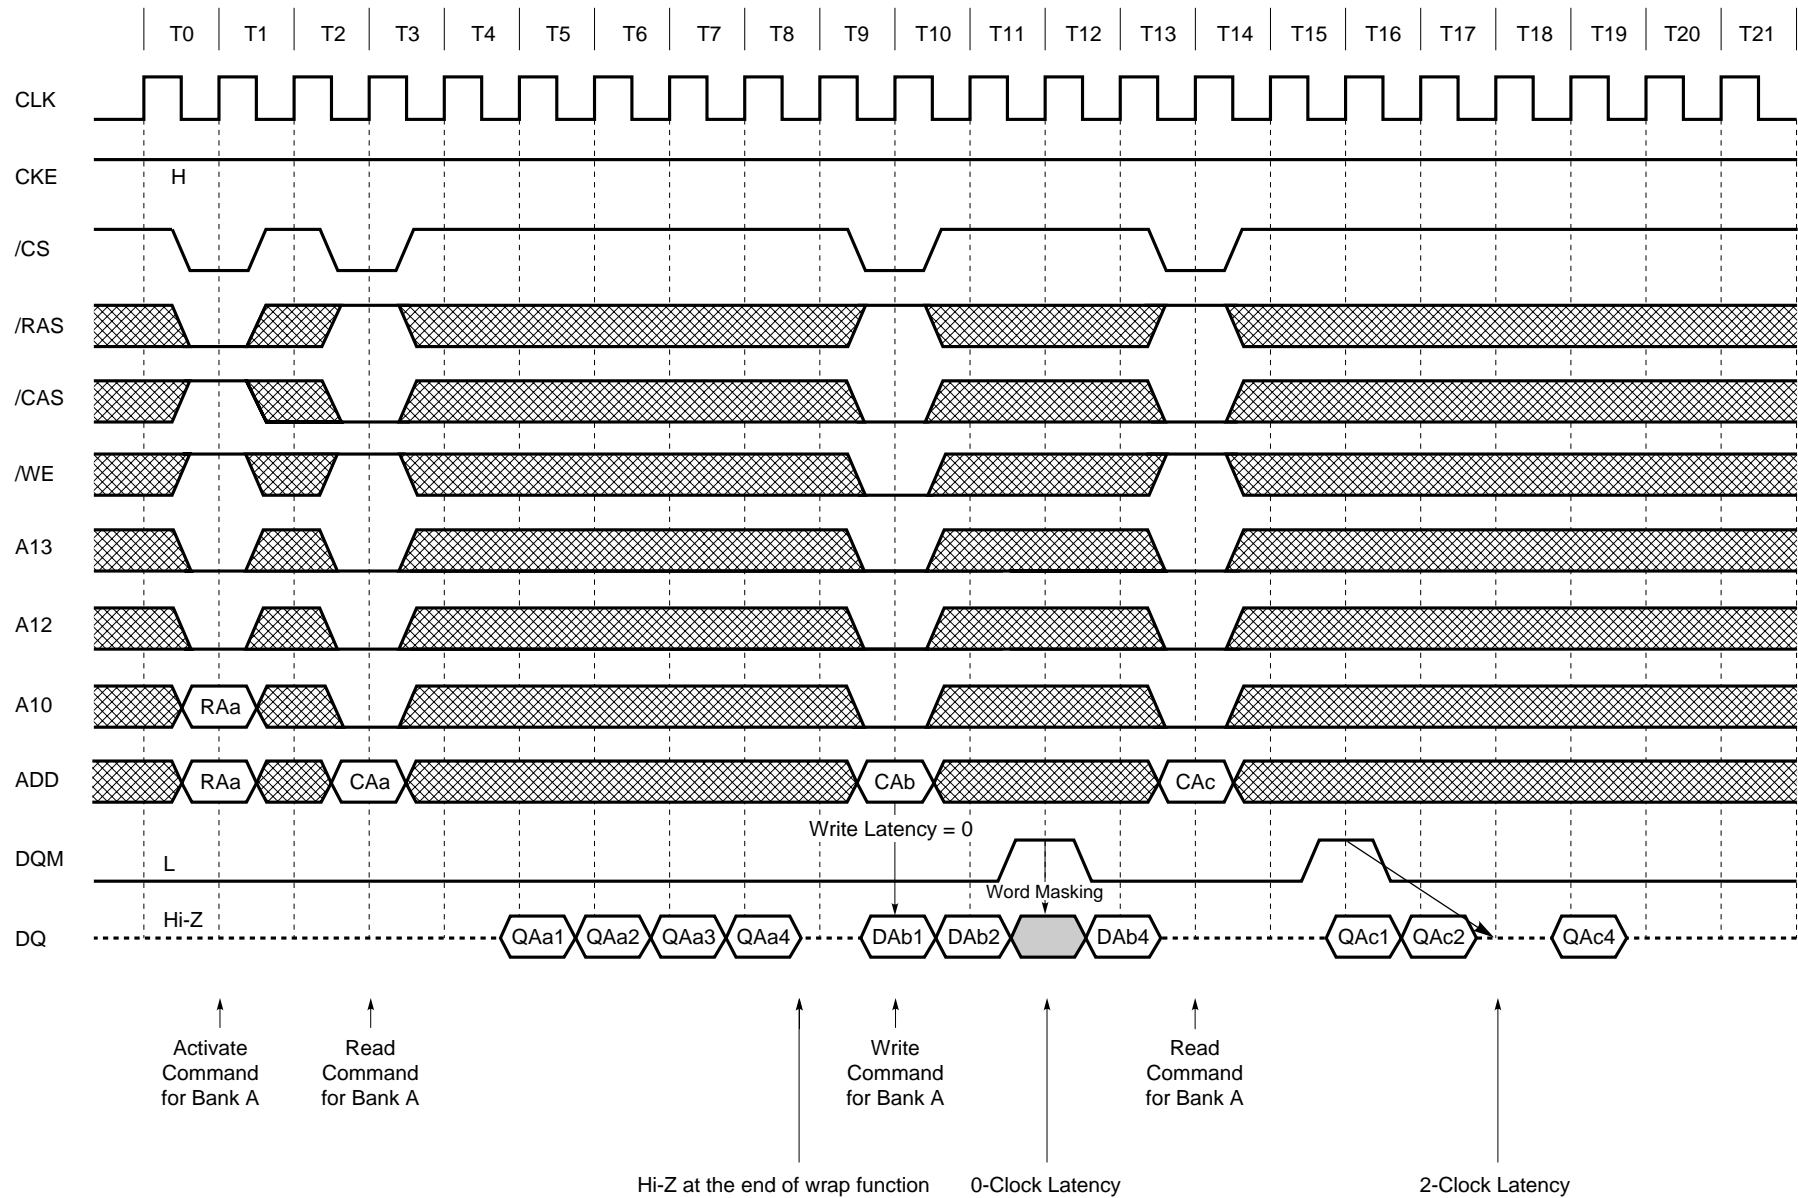 T0 T1 T2 T3 T4 T5 T6 T7 T8 T9 T10 T11 T12 T13 T14 T15 T16 T17 T18 T19 T20 T21
CLK
CKE H
/CS
/RAS
/CAS
/WE
A13
A12
A10 RAa
ADD RAa CAa CAb CAc
Write Latency = 0
DQM L
Word Masking
Hi-Z
DQ QAa1 QAa2 QAa3 QAa4 DAb1 DAb2 DAb4 QAc1 QAc2 QAc4
Activate Read Write Read
Command Command Command Command
for Bank A for Bank A for Bank A for Bank A
Hi-Z at the end of wrap function 0-Clock Latency 2-Clock Latency